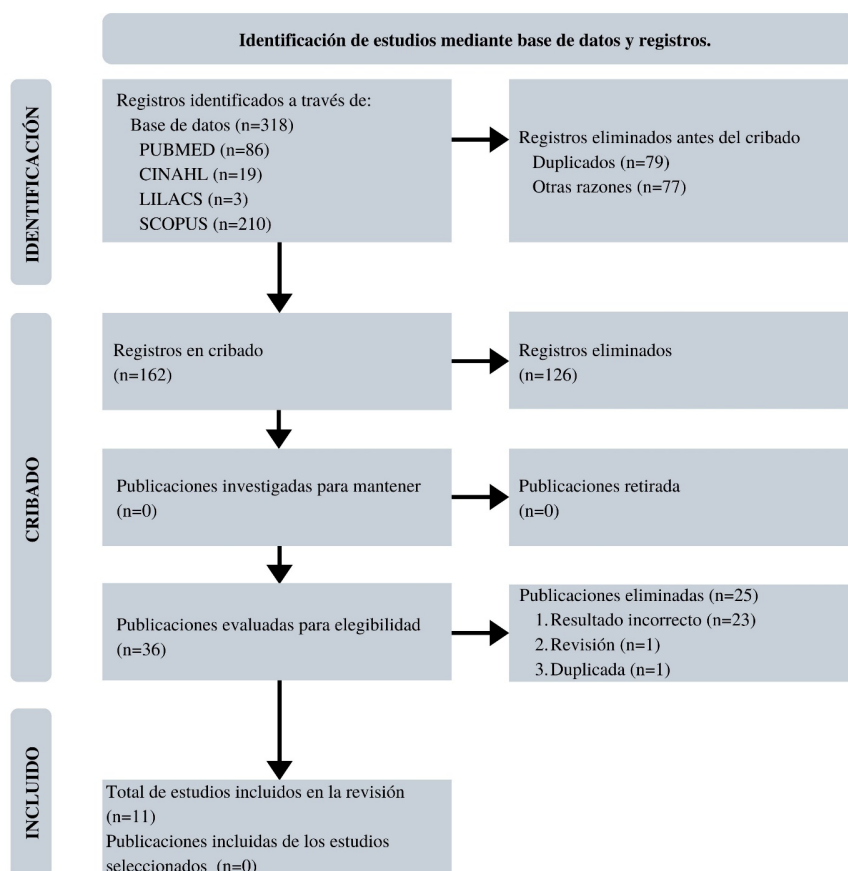 Identificación de estudios mediante base de datos y registros.
IDENTIFICACIÓN
Registros identificados a través de:
Base de datos (n=318)
PUBMED (n=86)
CINAHL (n=19)
LILACS (n=3)
SCOPUS (n=210)
Registros eliminados antes del cribado
Duplicados (n=79)
Otras razones (n=77)
CRIBADO
Registros en cribado
(n=162)
Registros eliminados
(n=126)
Publicaciones investigadas para mantener
(n=0)
Publicaciones retirada
(n=0)
Publicaciones evaluadas para elegibilidad
(n=36)
Publicaciones eliminadas (n=25)
1. Resultado incorrecto (n=23)
2. Revisión (n=1)
3. Duplicada (n=1)
INCLUIDO
Total de estudios incluidos en la revisión
(n=11)
Publicaciones incluidas de los estudios
seleccionados (n=0)